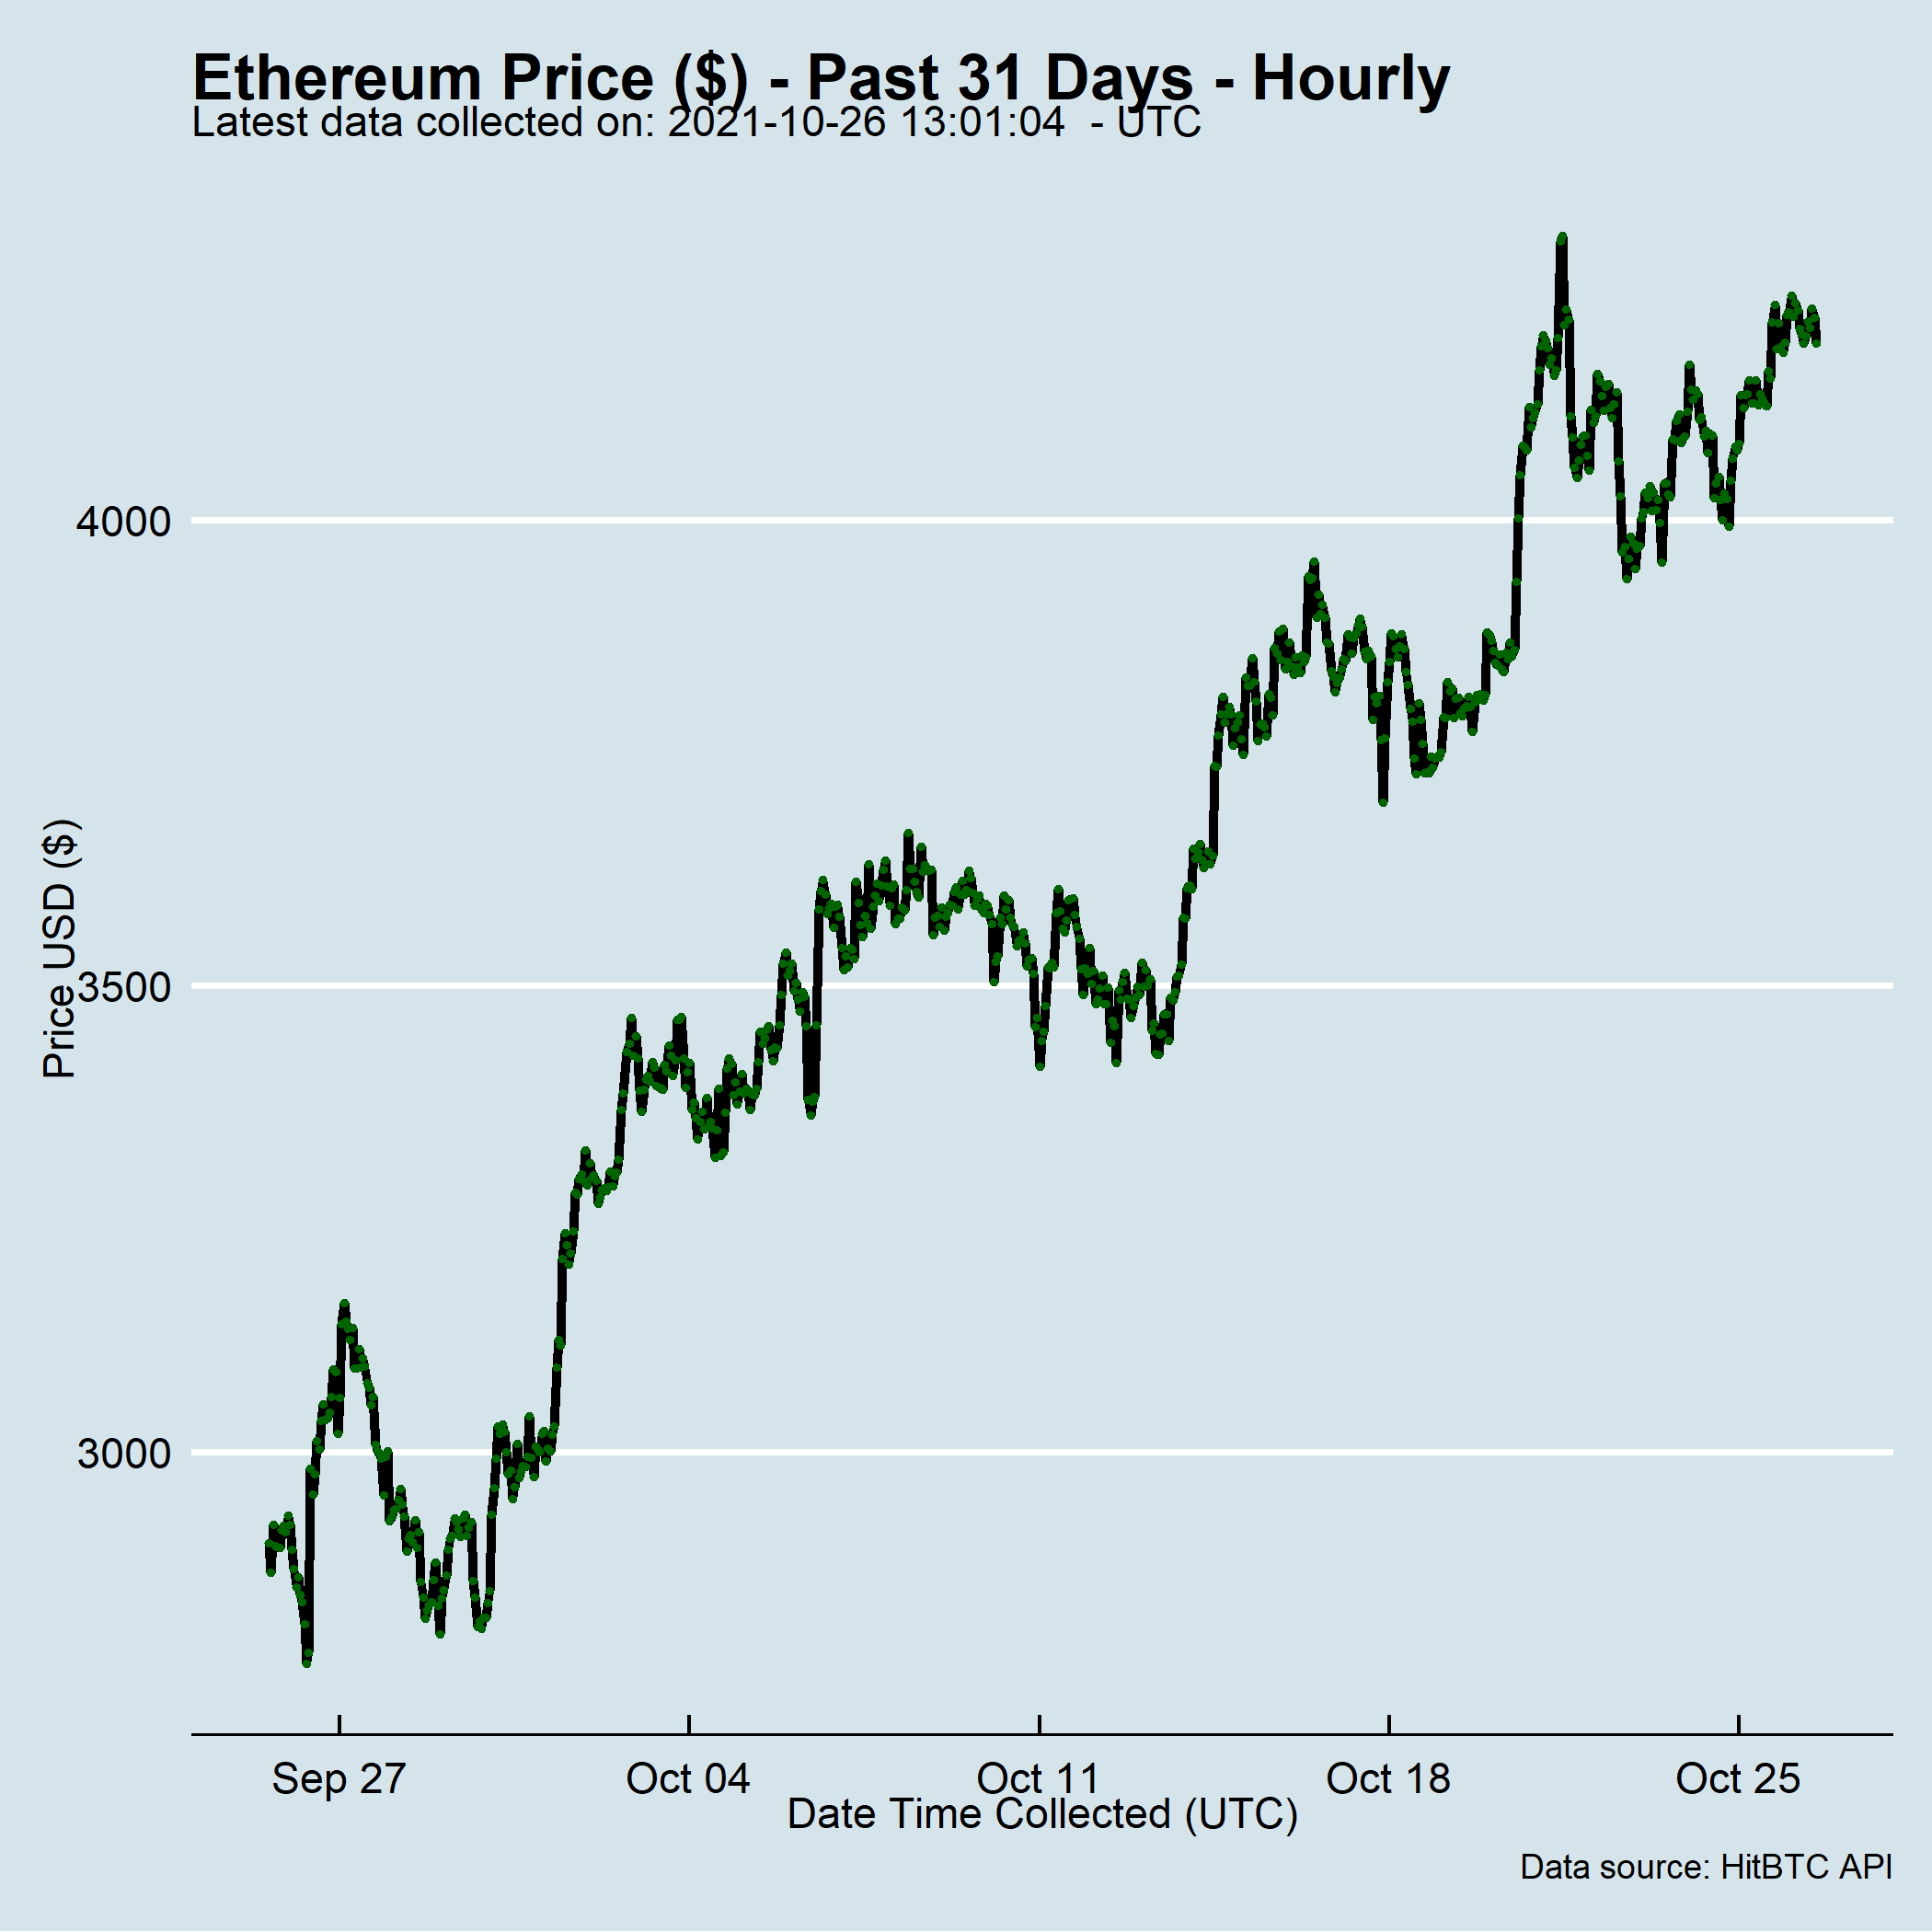 Ethereum Price ($) - Past 31 Days - Hourly
Latest data collected on: 2021-10-26 13:01:04  - UTC
4000
3500
3000
Price USD ($)
Sep 27
Oct 04
Oct 11
Oct 18
Oct 25
Date Time Collected (UTC)
Data source: HitBTC API